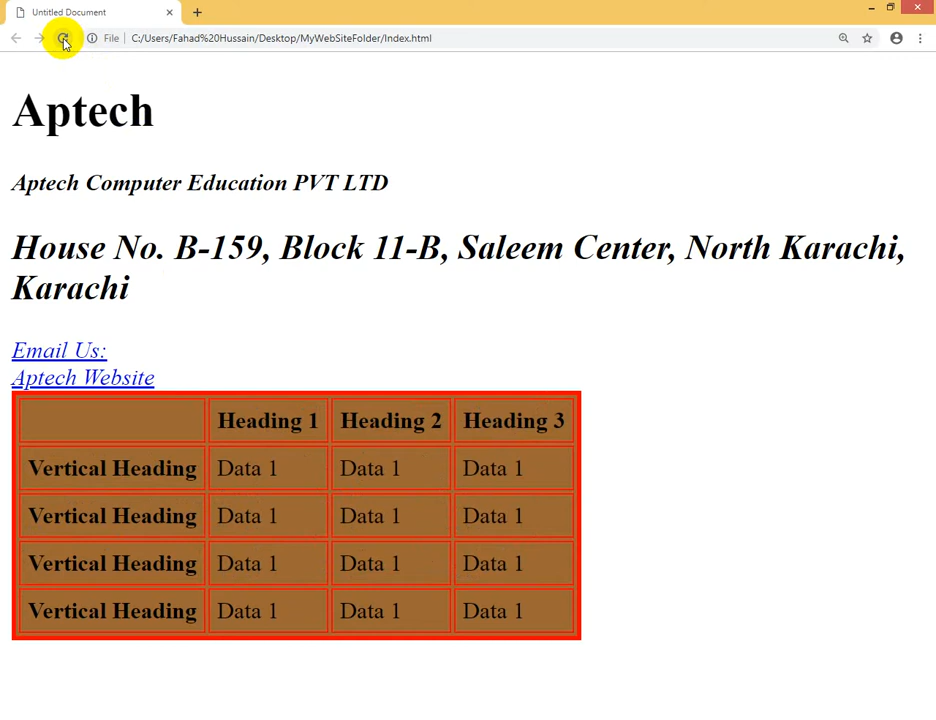 Untitled Document
File C:/Users/Fahad%20Hussain/Desktop/MyWebSiteFolder/Index.html
Aptech
Aptech Computer Education PVT LTD
House No. B-159, Block 11-B, Saleem Center, North Karachi,
Karachi
Email Us:
Aptech Website
Heading 1 Heading 2 Heading 3
Vertical Heading Data 1 Data 1 Data 1
Vertical Heading Data 1 Data 1 Data 1
Vertical Heading Data 1 Data 1 Data 1
Vertical Heading Data 1 Data 1 Data 1